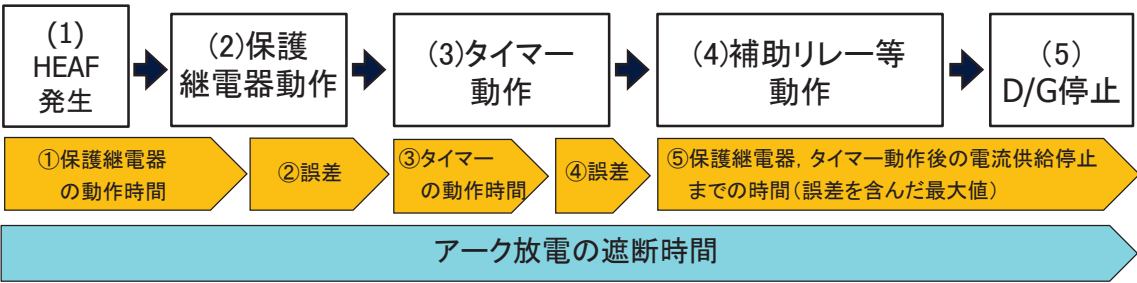 (1)
HEAF
発生
(2)保護
継電器動作
(3)タイマー
動作
(4)補助リレー等
動作
(5)
D/G停止
①保護継電器
の動作時間
②誤差
③タイマー
の動作時間
④誤差
⑤保護継電器，タイマー動作後の電流供給停止
までの時間(誤差を含んだ最大値)
アーク放電の遮断時間